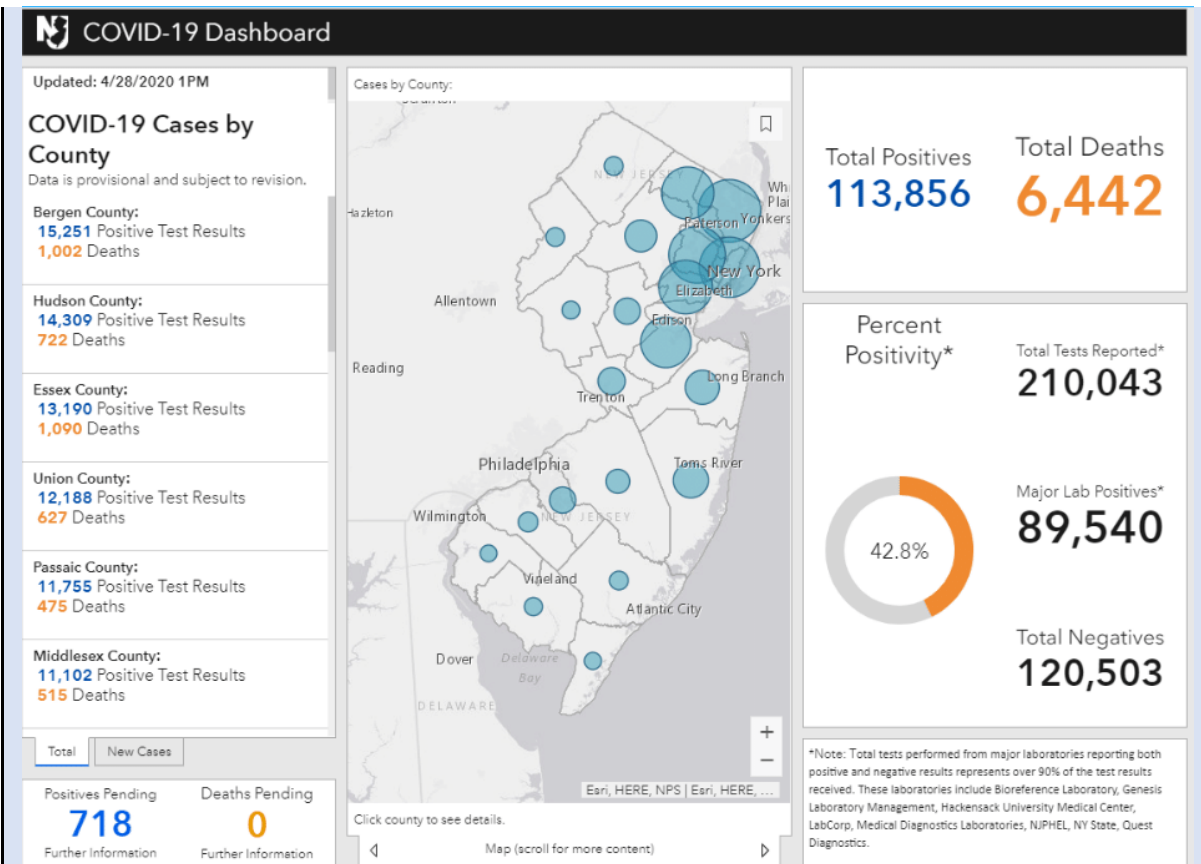 NJ COVID-19 Dashboard
Updated: 4/28/2020 1PM
COVID-19 Cases by
County
Data is provisional and subject to revision.
Bergen County:
15,251 Positive Test Results
1,002 Deaths
Hudson County:
14,309 Positive Test Results
722 Deaths
Essex County:
13,190 Positive Test Results
1,090 Deaths
Union County:
12,188 Positive Test Results
627 Deaths
Passaic County:
11,755 Positive Test Results
475 Deaths
Middlesex County:
11,102 Positive Test Results
515 Deaths
Total
New Cases
Positives Pending
718
Further Information
Deaths Pending
0
Further Information
Cases by County:
NEW JERSEY
Hazleton
Paterson
Yonkers
New York
Allentown
Elizabeth
Edison
Reading
Long Branch
Trenton
Philadelphia
Toms River
Wilmington
NEW JERSEY
Vineland
Atlantic City
Dover
Delaware
Bay
DELAWARE
+
−
Esri, HERE, NPS | Esri, HERE, ...
Click county to see details.
Map (scroll for more content)
Total Positives
113,856
Total Deaths
6,442
Percent
Positivity*
42.8%
Total Tests Reported*
210,043
Major Lab Positives*
89,540
Total Negatives
120,503
*Note: Total tests performed from major laboratories reporting both
positive and negative results represents over 90% of the test results
received. These laboratories include Bioreference Laboratory, Genesis
Laboratory Management, Hackensack University Medical Center,
LabCorp, Medical Diagnostics Laboratories, NJPHEL, NY State, Quest
Diagnostics.